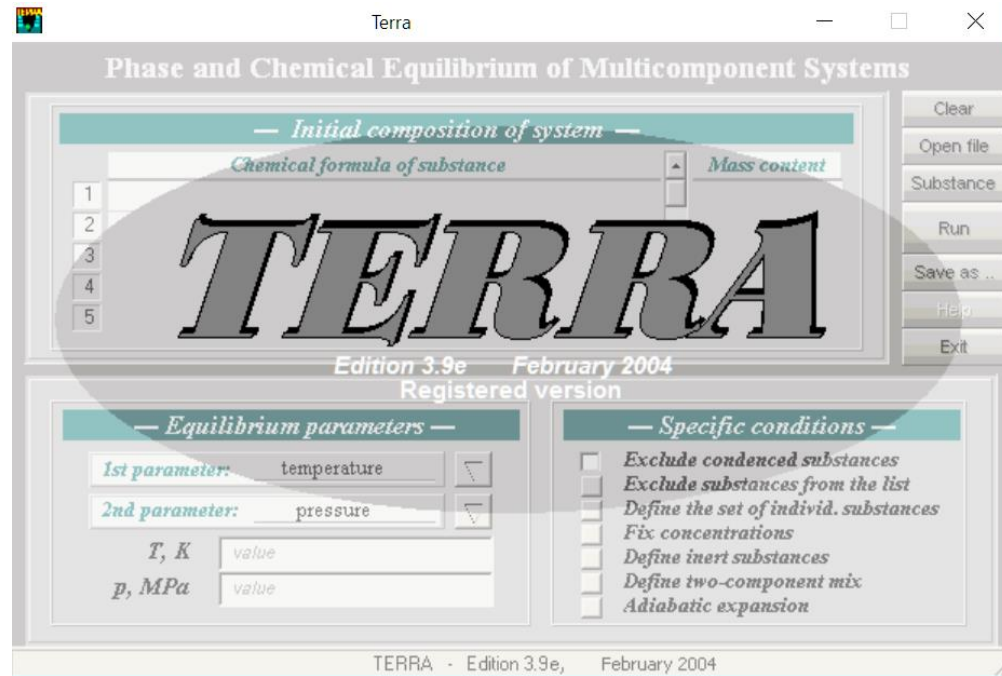 Terra
Phase and Chemical Equilibrium of Multicomponent Systems
— Initial composition of system —
Chemical formula of substance
Mass content
1
2
3
4
5
Clear
Open file
Substance
Run
Save as ..
Help
Exit
TERRA
Edition 3.9e February 2004
Registered version
— Equilibrium parameters —
1st parameter: temperature
2nd parameter: pressure
T, K value
p, MPa value
— Specific conditions —
Exclude condenced substances
Exclude substances from the list
Define the set of individ. substances
Fix concentrations
Define inert substances
Define two-component mix
Adiabatic expansion
TERRA - Edition 3.9e, February 2004